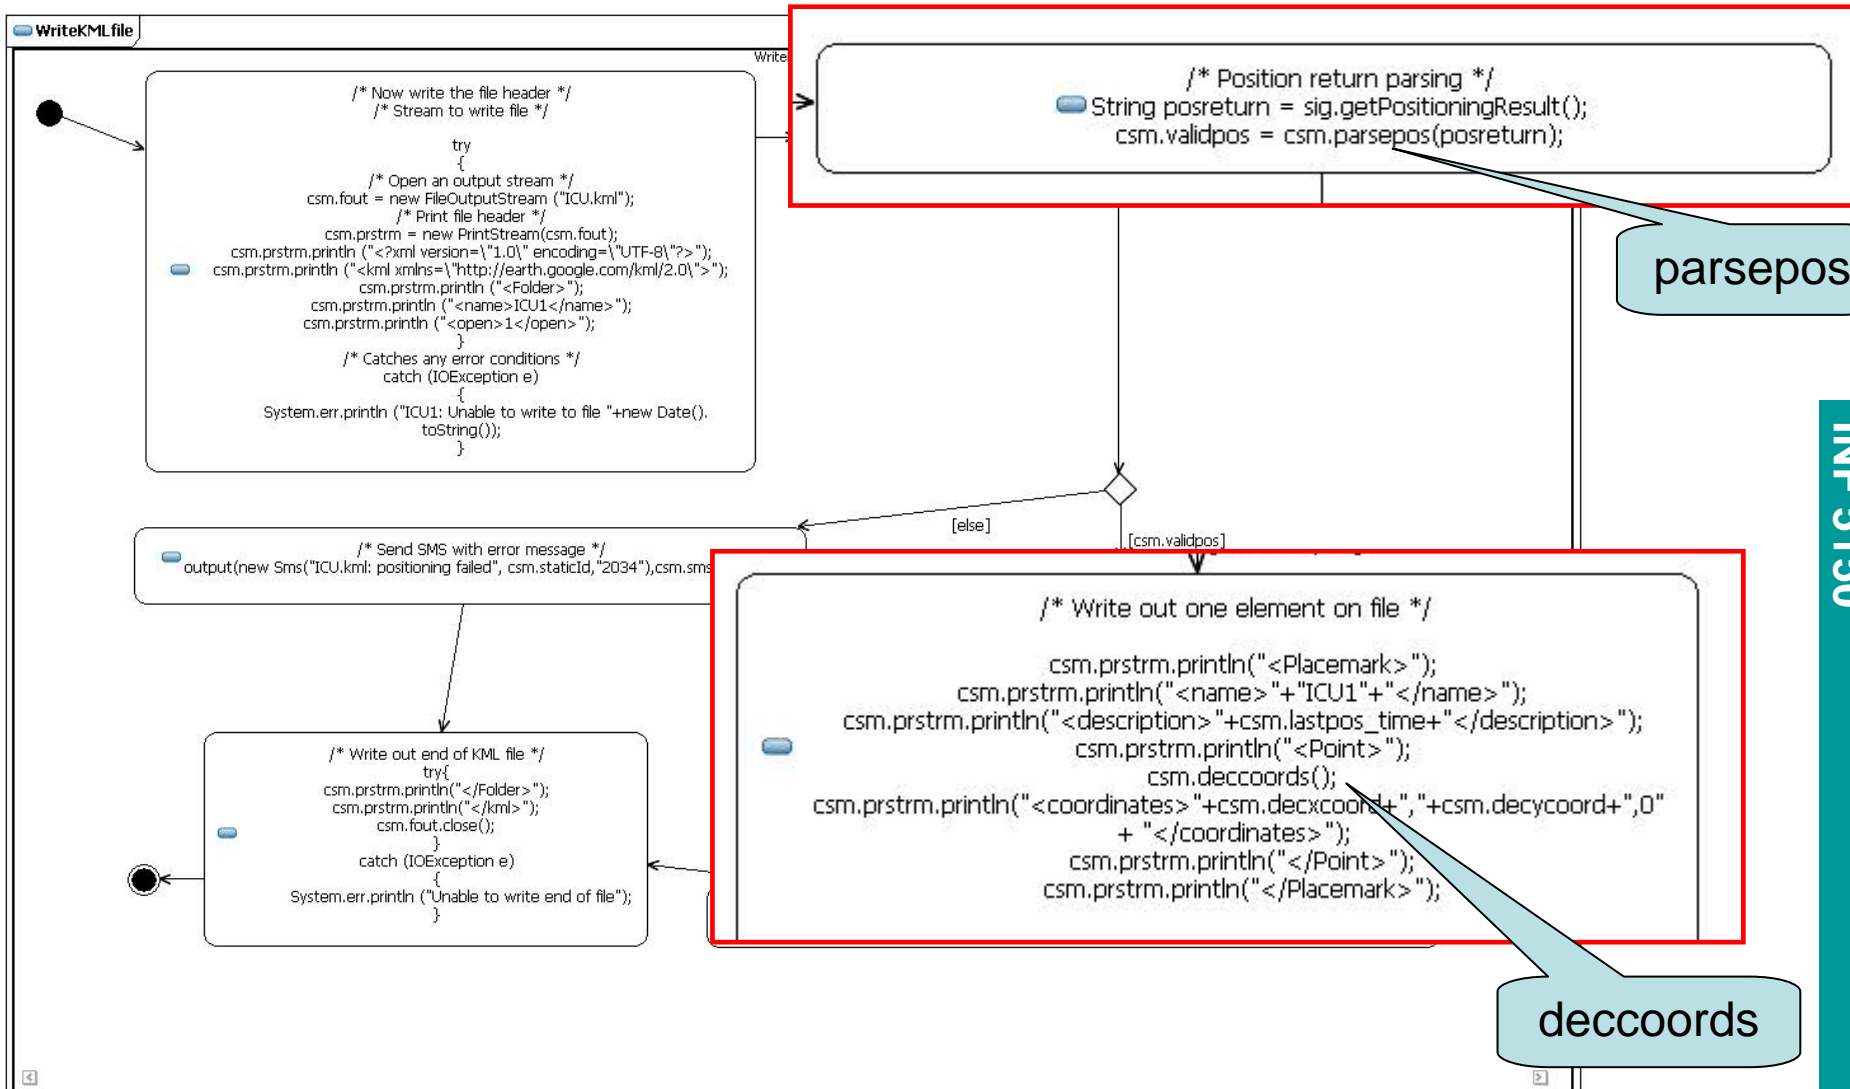 WriteKMLfile
Write
/* Now write the file header */
/* Stream to write file */
try
{
/* Open an output stream */
csm.fout = new FileOutputStream ("ICU.kml");
/* Print file header */
csm.prstrm = new PrintStream(csm.fout);
csm.prstrm.println ("<?xml version=\"1.0\" encoding=\"UTF-8\"?>");
csm.prstrm.println ("<kml xmlns=\"http://earth.google.com/kml/2.0\">");
csm.prstrm.println ("<Folder>");
csm.prstrm.println ("<name>ICU1</name>");
csm.prstrm.println ("<open>1</open>");
}
/* Catches any error conditions */
catch (IOException e)
{
System.err.println ("ICU1: Unable to write to file "+new Date().
toString());
}
/* Position return parsing */
String posreturn = sig.getPositioningResult();
csm.validpos = csm.parsepos(posreturn);
parsepos
[else]
[csm.validpos]
/* Send SMS with error message */
output(new Sms("ICU.kml: positioning failed", csm.staticId,"2034"),csm.sms
/* Write out one element on file */
csm.prstrm.println("<Placemark>");
csm.prstrm.println("<name>"+"ICU1"+"</name>");
csm.prstrm.println("<description>"+csm.lastpos_time+"</description>");
csm.prstrm.println("<Point>");
csm.deccoords();
csm.prstrm.println("<coordinates>"+csm.decxcoord+","+csm.decycoord+",0"
+ "</coordinates>");
csm.prstrm.println("</Point>");
csm.prstrm.println("</Placemark>");
deccoords
/* Write out end of KML file */
try{
csm.prstrm.println("</Folder>");
csm.prstrm.println("</kml>");
csm.fout.close();
}
catch (IOException e)
{
System.err.println ("Unable to write end of file");
}
INF 5150